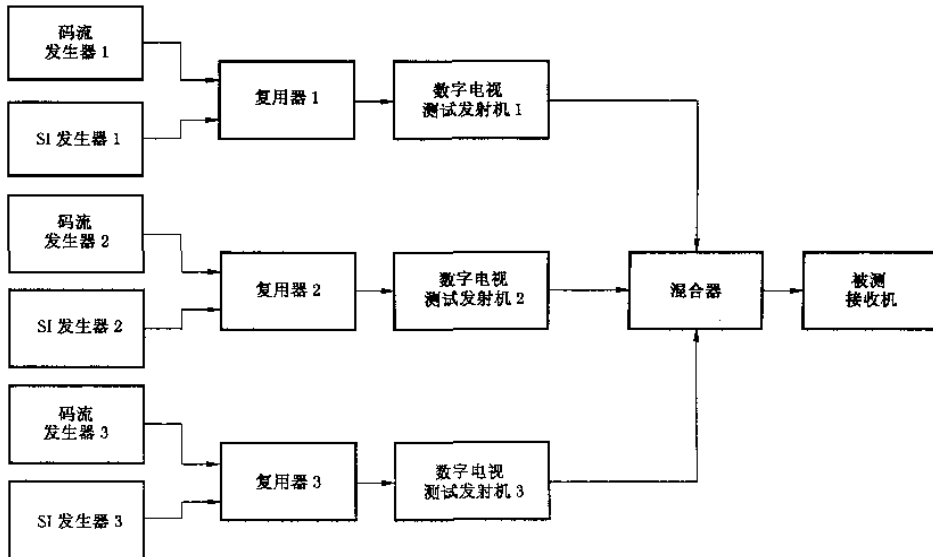 码流
发生器 1
SI 发生器 1
复用器 1
数字电视
测试发射机 1
码流
发生器 2
SI 发生器 2
复用器 2
数字电视
测试发射机 2
混合器
被测
接收机
码流
发生器 3
SI 发生器 3
复用器 3
数字电视
测试发射机 3